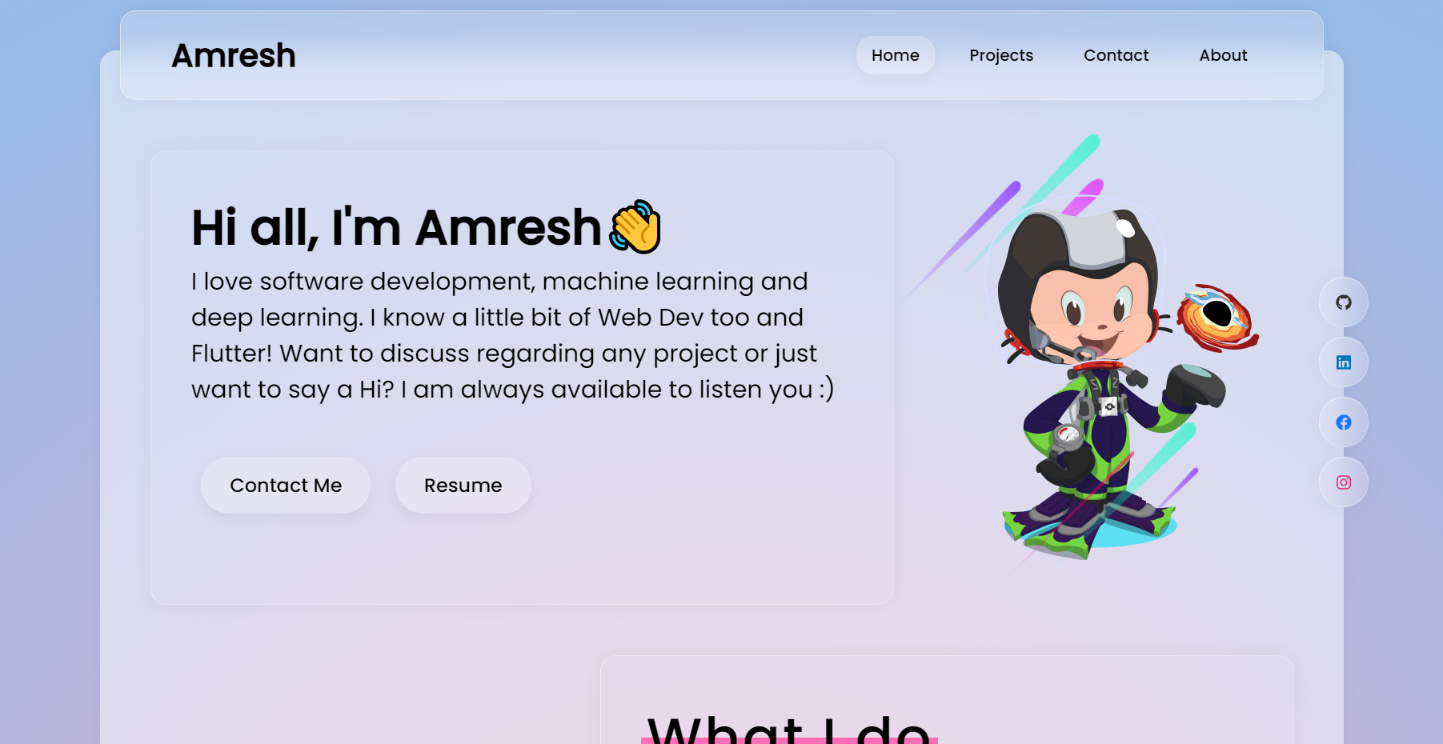 Amresh
Home Projects Contact About
Hi all, I'm Amresh
I love software development, machine learning and
deep learning. I know a little bit of Web Dev too and
Flutter! Want to discuss regarding any project or just
want to say a Hi? I am always available to listen you :)
Contact Me Resume
What I do